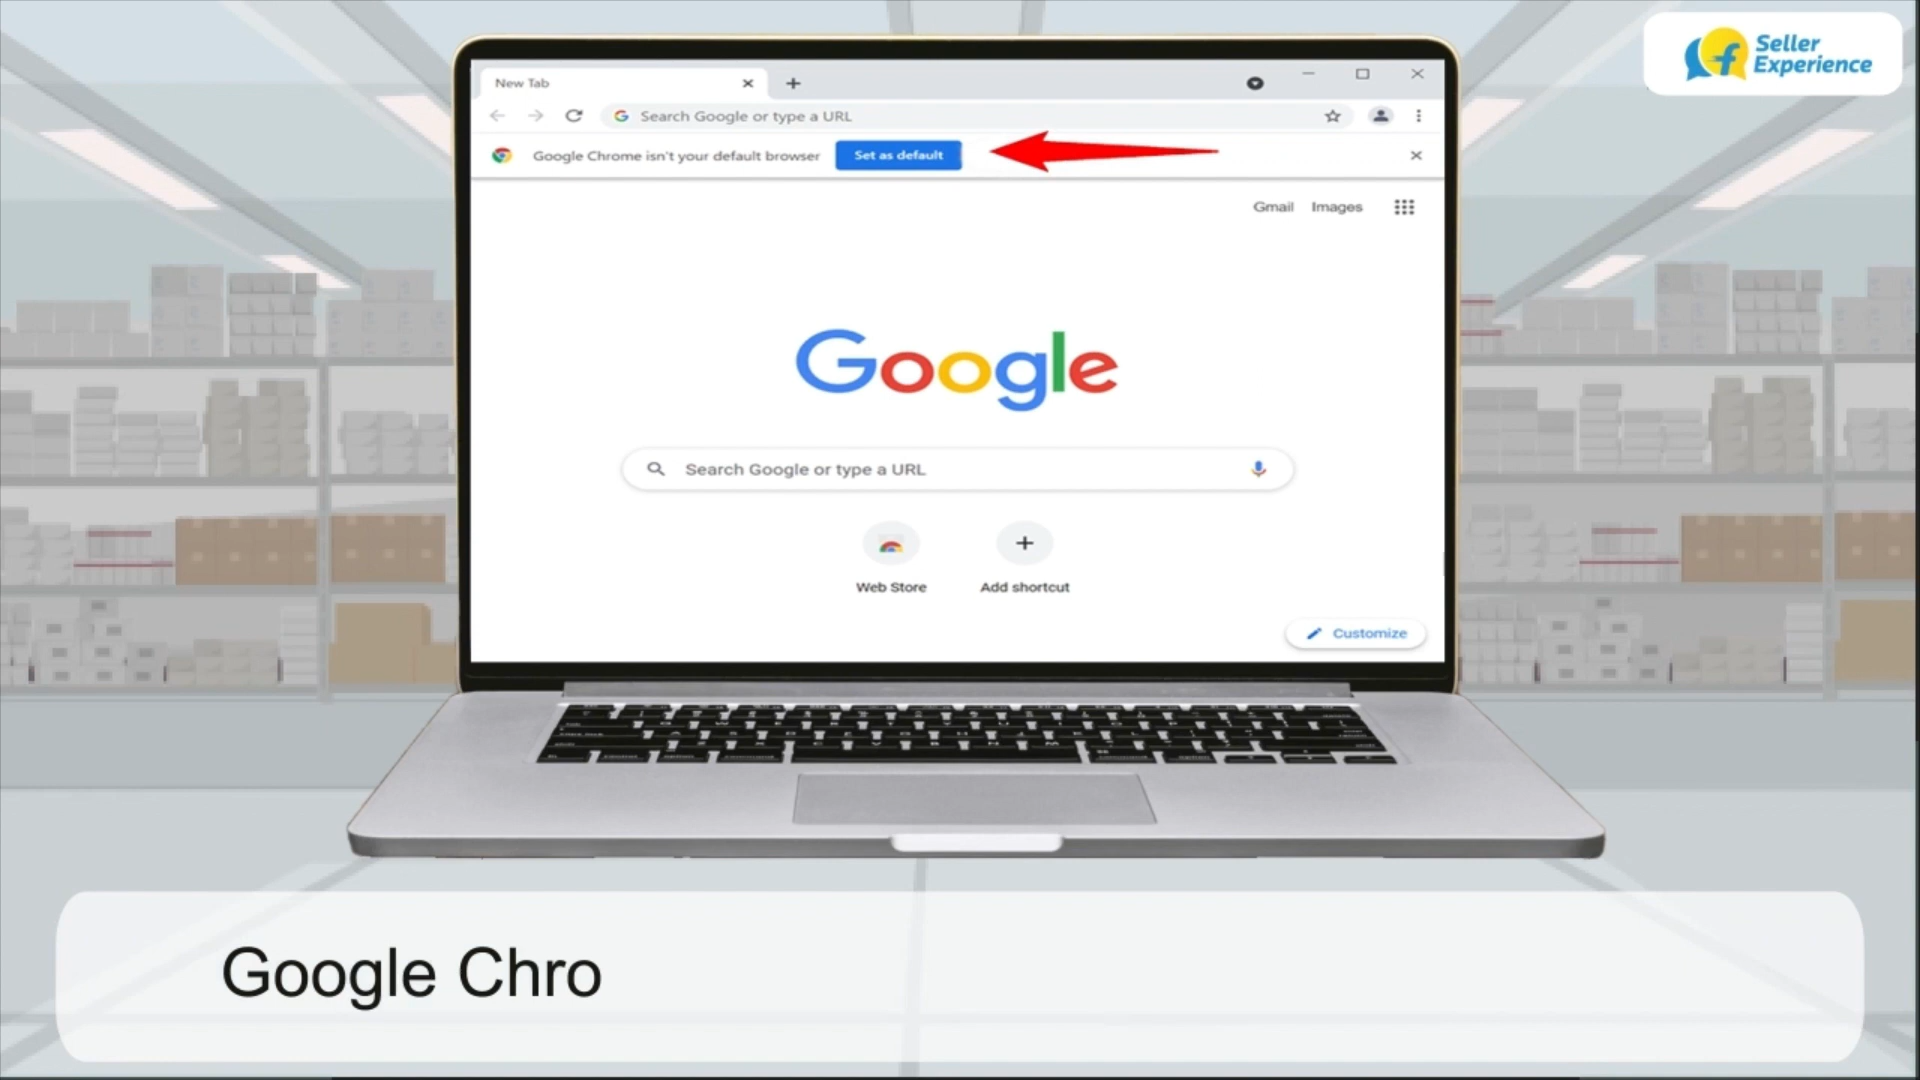 Seller
Experience
New Tab
Search Google or type a URL
Google Chrome isn't your default browser
Set as default
Gmail
Images
Google
Search Google or type a URL
Web Store
Add shortcut
Customize
Google Chro